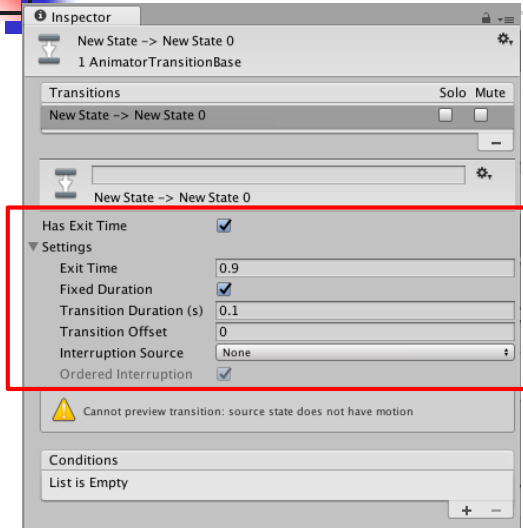 Inspector
New State -> New State 0
1 AnimatorTransitionBase
Transitions Solo Mute
New State -> New State 0
New State -> New State 0
Has Exit Time
Settings
Exit Time 0.9
Fixed Duration
Transition Duration (s) 0.1
Transition Offset 0
Interruption Source None
Ordered Interruption
Cannot preview transition: source state does not have motion
Conditions
List is Empty